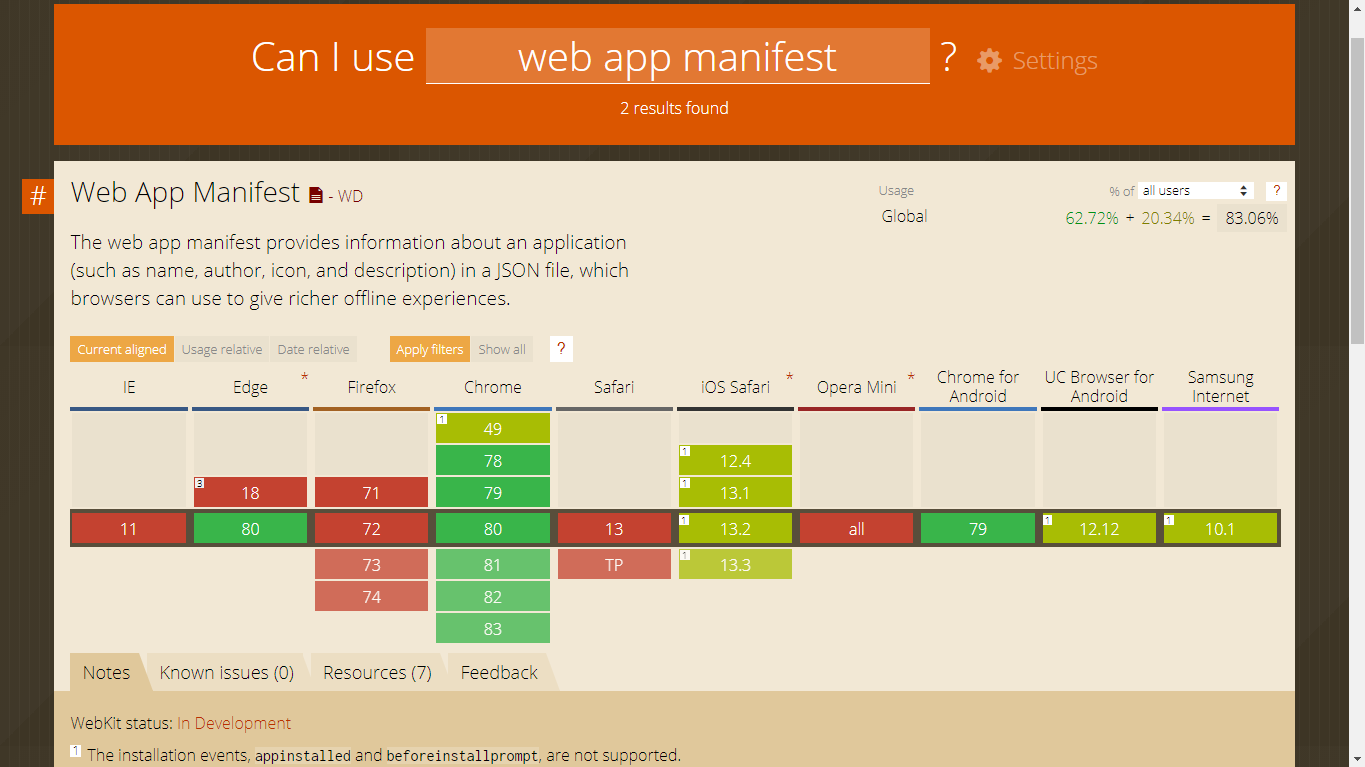 Can I use web app manifest ? Settings
2 results found
# Web App Manifest - WD
Usage % of all users ?
Global 62.72% + 20.34% = 83.06%
The web app manifest provides information about an application
(such as name, author, icon, and description) in a JSON file, which
browsers can use to give richer offline experiences.
Current aligned Usage relative Date relative Apply filters Show all ?
IE Edge * Firefox Chrome Safari iOS Safari * Opera Mini * Chrome for Android UC Browser for Android Samsung Internet
1 49
78 1 12.4
3 18 71 79 1 13.1
11 80 72 80 13 1 13.2 all 79 1 12.12 1 10.1
73 81 TP 1 13.3
74 82
83
Notes Known issues (0) Resources (7) Feedback
WebKit status: In Development
1 The installation events, appinstalled and beforeinstallprompt, are not supported.